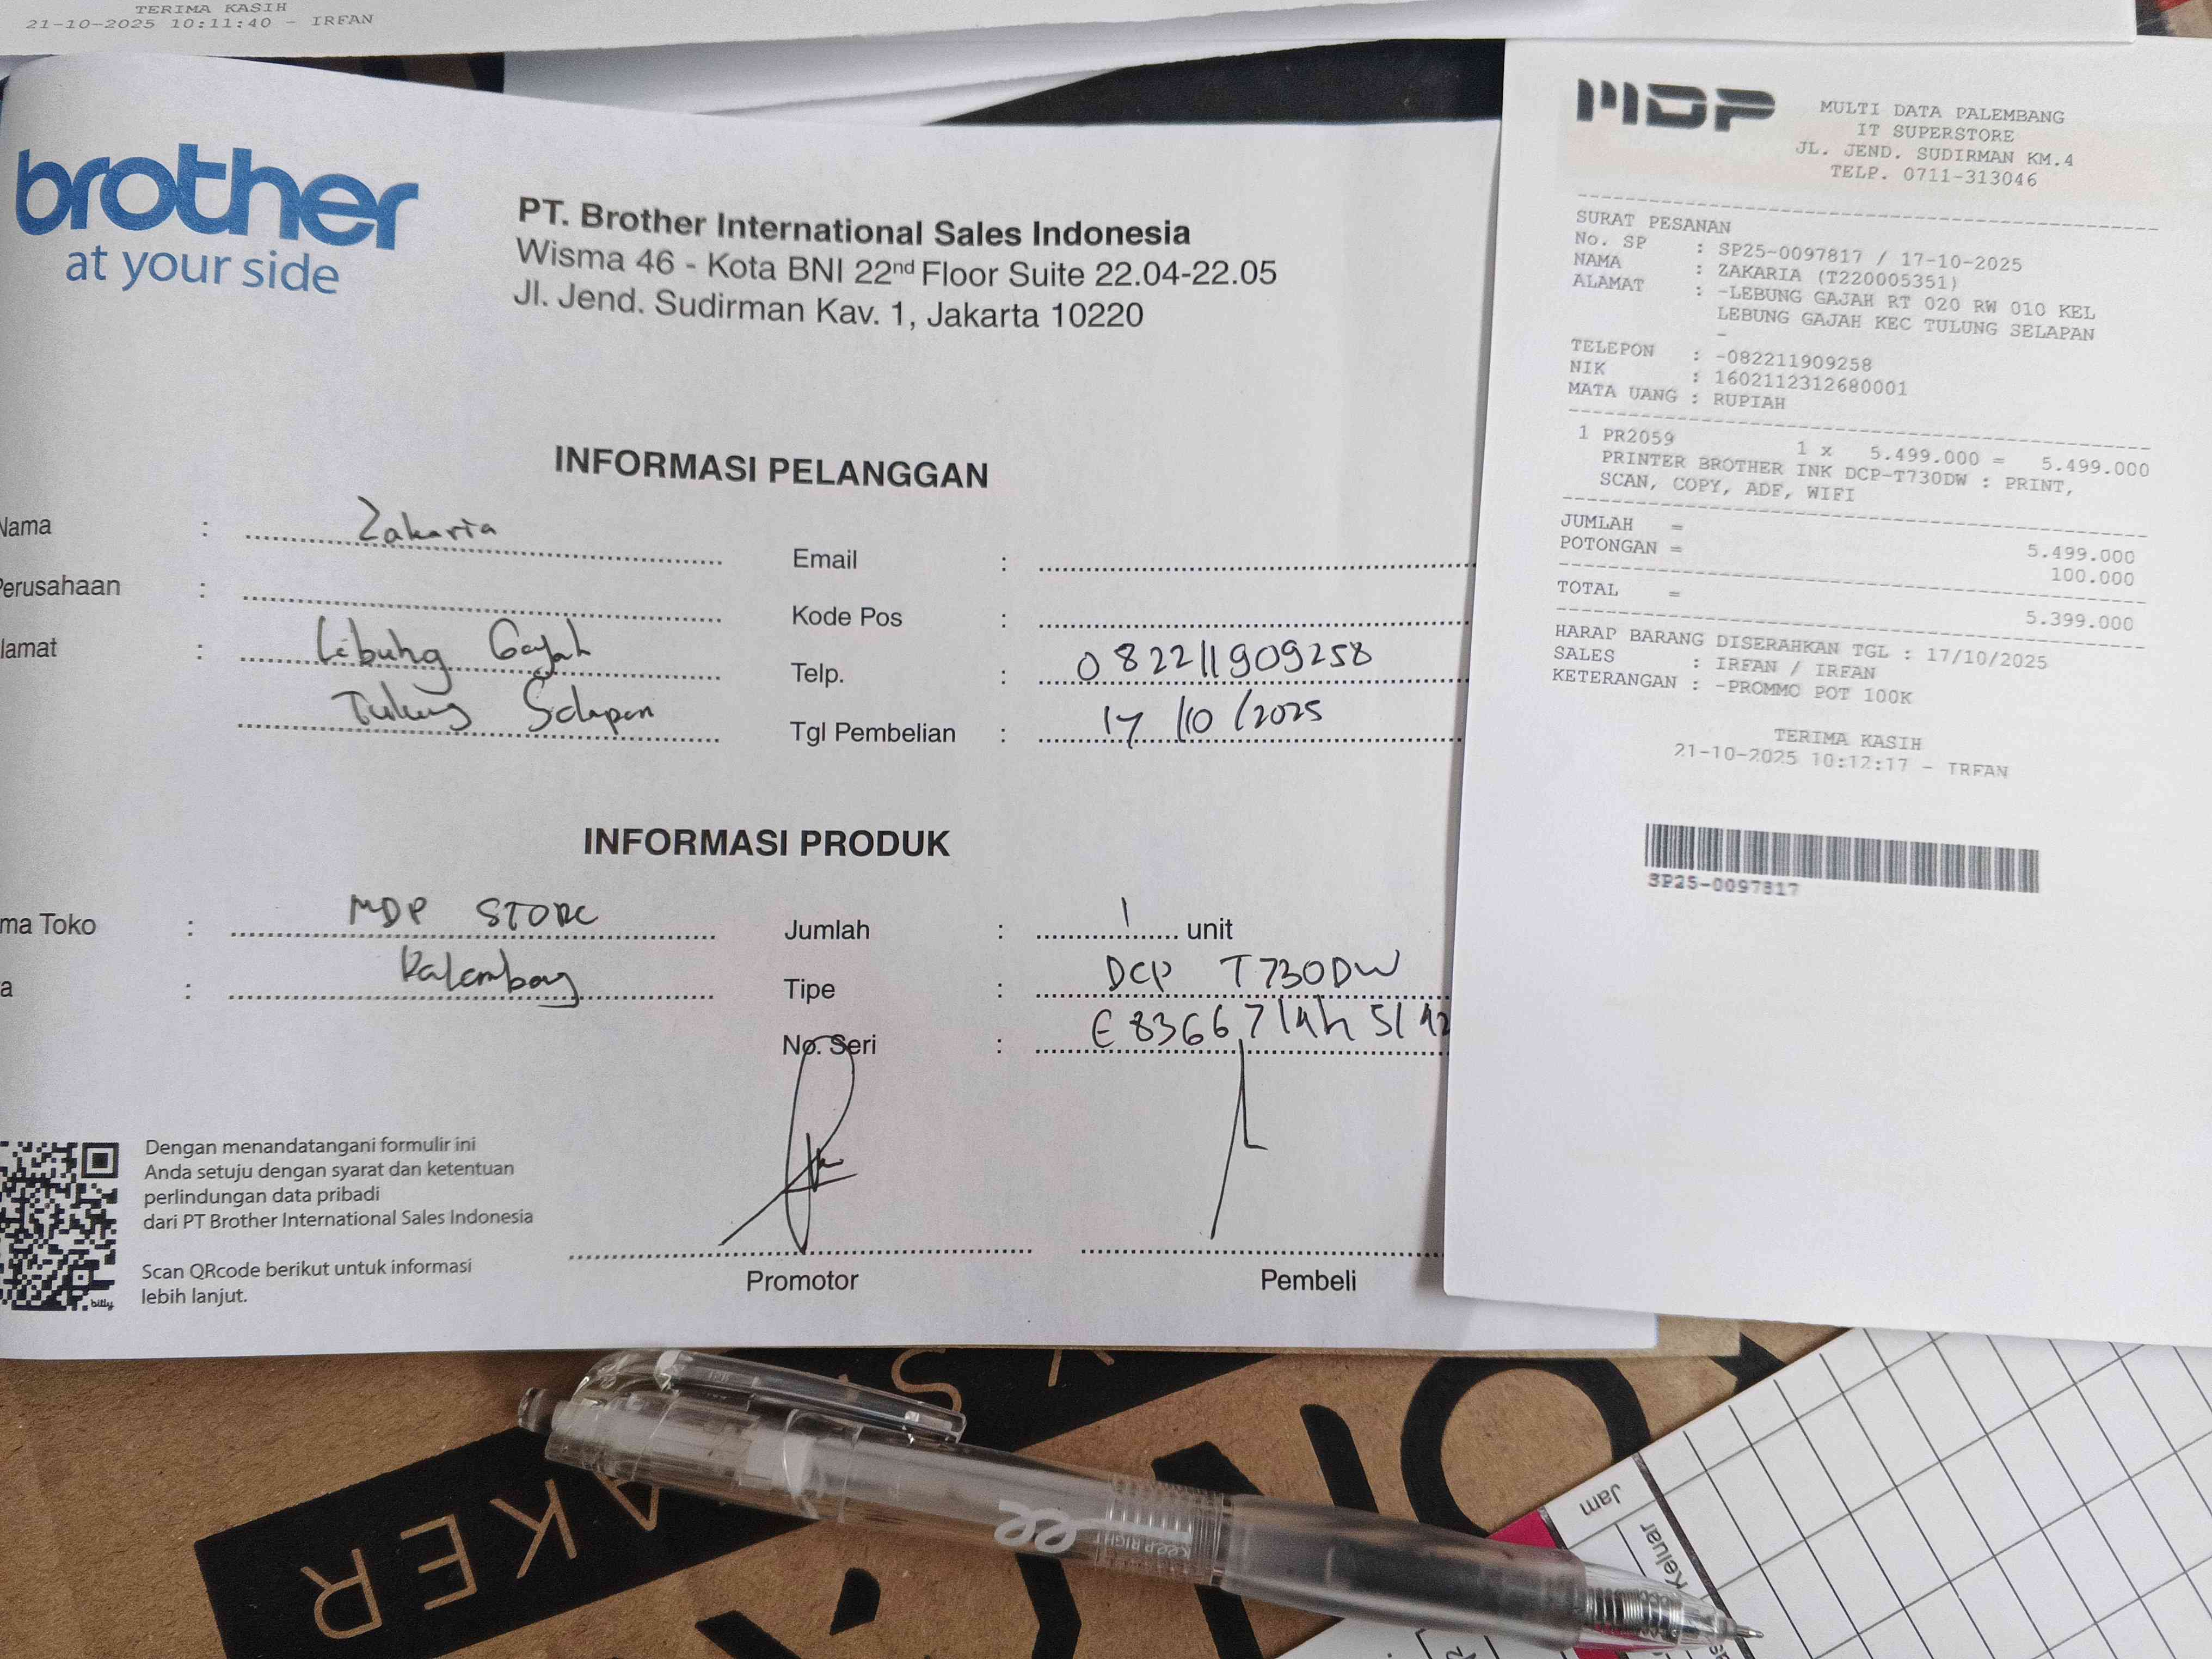 TERIMA KASIH
21-10-2025 10:11:40 - IRFAN
brother
at your side
PT. Brother International Sales Indonesia
Wisma 46 - Kota BNI 22nd Floor Suite 22.04-22.05
Jl. Jend. Sudirman Kav. 1, Jakarta 10220
INFORMASI PELANGGAN
Nama : Zakaria
Perusahaan :
lamat : Lebung Gajah
Tulung Selapan
Email :
Kode Pos :
Telp. : 082211909258
Tgl Pembelian : 17/10/2025
INFORMASI PRODUK
ma Toko : MDP STORE
a : Palembang
Jumlah : 1 unit
Tipe : DCP T730DW
No. Seri :
Dengan menandatangani formulir ini
Anda setuju dengan syarat dan ketentuan
perlindungan data pribadi
dari PT Brother International Sales Indonesia
Scan QRcode berikut untuk informasi
lebih lanjut.
bitly
Promotor
Pembeli
MDP
MULTI DATA PALEMBANG
IT SUPERSTORE
JL. JEND. SUDIRMAN KM.4
TELP. 0711-313046
SURAT PESANAN
No. SP : SP25-0097817 / 17-10-2025
NAMA : ZAKARIA (T220005351)
ALAMAT : -LEBUNG GAJAH RT 020 RW 010 KEL
LEBUNG GAJAH KEC TULUNG SELAPAN
-
TELEPON : -082211909258
NIK : 1602112312680001
MATA UANG : RUPIAH
1 PR2059 1 x 5.499.000 = 5.499.000
PRINTER BROTHER INK DCP-T730DW : PRINT,
SCAN, COPY, ADF, WIFI
JUMLAH = 5.499.000
POTONGAN = 100.000
TOTAL = 5.399.000
HARAP BARANG DISERAHKAN TGL : 17/10/2025
SALES : IRFAN / IRFAN
KETERANGAN : -PROMMO POT 100K
TERIMA KASIH
21-10-2025 10:12:17 - IRFAN
SP25-0097817
AKER
KeeP RIGHT
Jam
Keluar